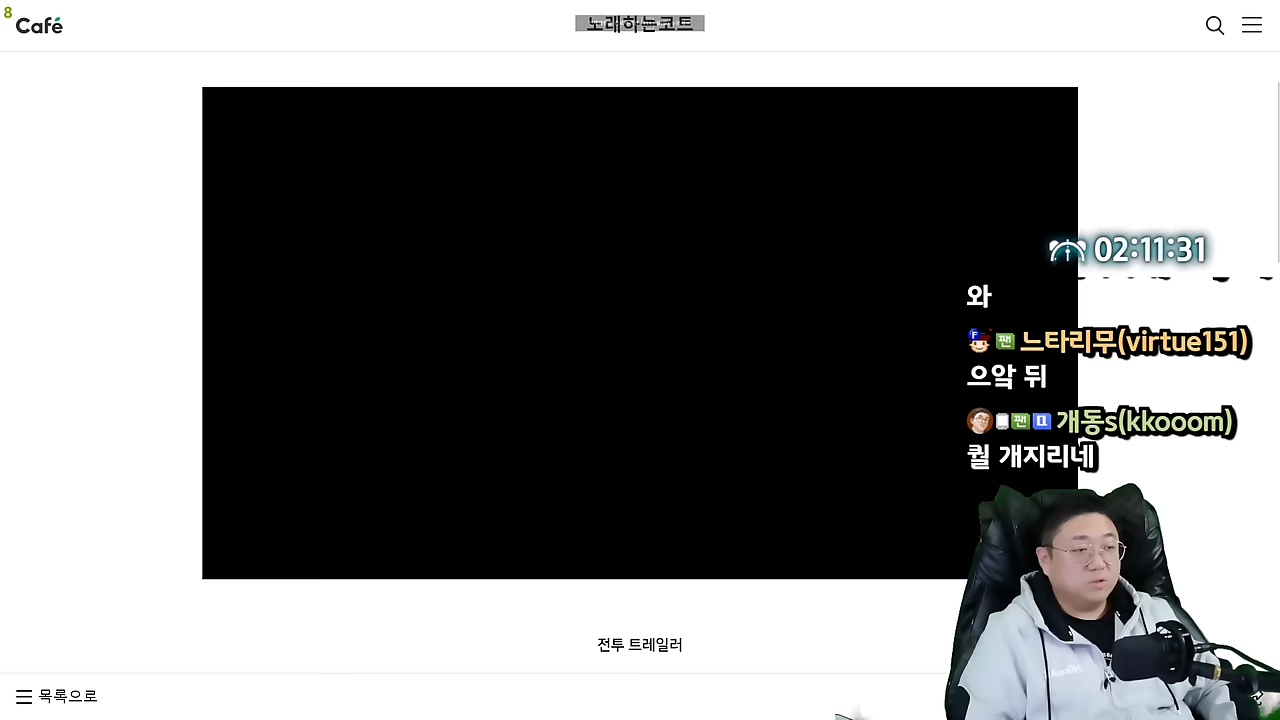 8
Café
노래하는코트
02:11:31
와
F 팬 느타리무(virtue151)
으악 뒤
팬 개동s(kkooom)
퀄 개지리네
전투 트레일러
목록으로